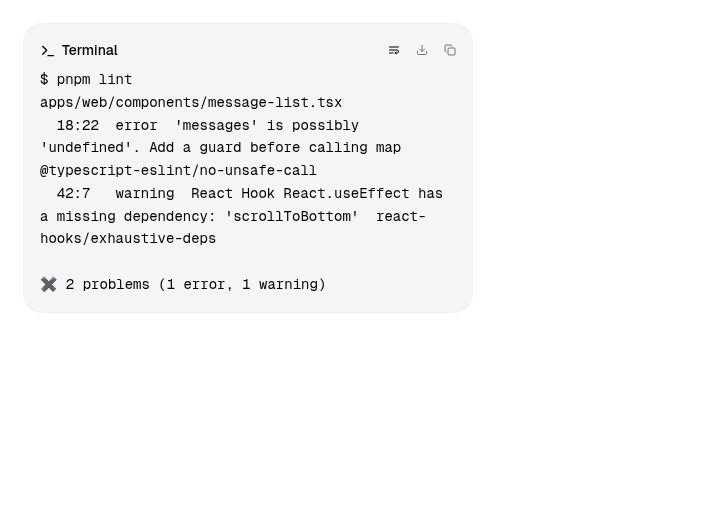 Terminal
$ pnpm lint
apps/web/components/message-list.tsx
  18:22  error  'messages' is possibly
'undefined'. Add a guard before calling map
@typescript-eslint/no-unsafe-call
  42:7   warning  React Hook React.useEffect has
a missing dependency: 'scrollToBottom'  react-
hooks/exhaustive-deps

✖ 2 problems (1 error, 1 warning)